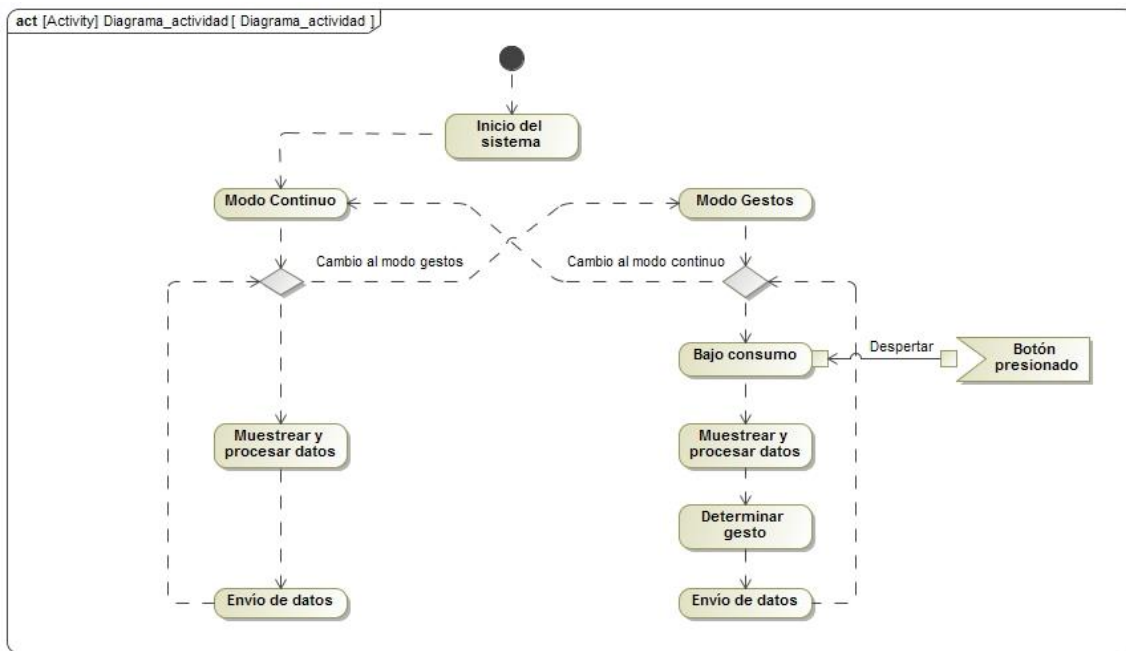 act [Activity] Diagrama_actividad [ Diagrama_actividad ]
Inicio del
sistema
Modo Continuo
Modo Gestos
Cambio al modo gestos
Cambio al modo continuo
Bajo consumo
Despertar
Botón
presionado
Muestrear y
procesar datos
Muestrear y
procesar datos
Determinar
gesto
Envío de datos
Envío de datos